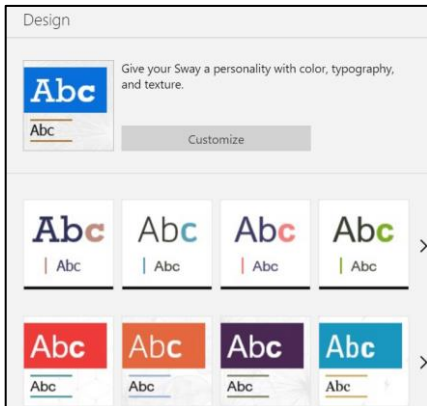 Design
Give your Sway a personality with color, typography,
and texture.
Abc
Abc
Customize
Abc Abc Abc Abc
Abc Abc Abc Abc
Abc Abc Abc Abc
Abc Abc Abc Abc